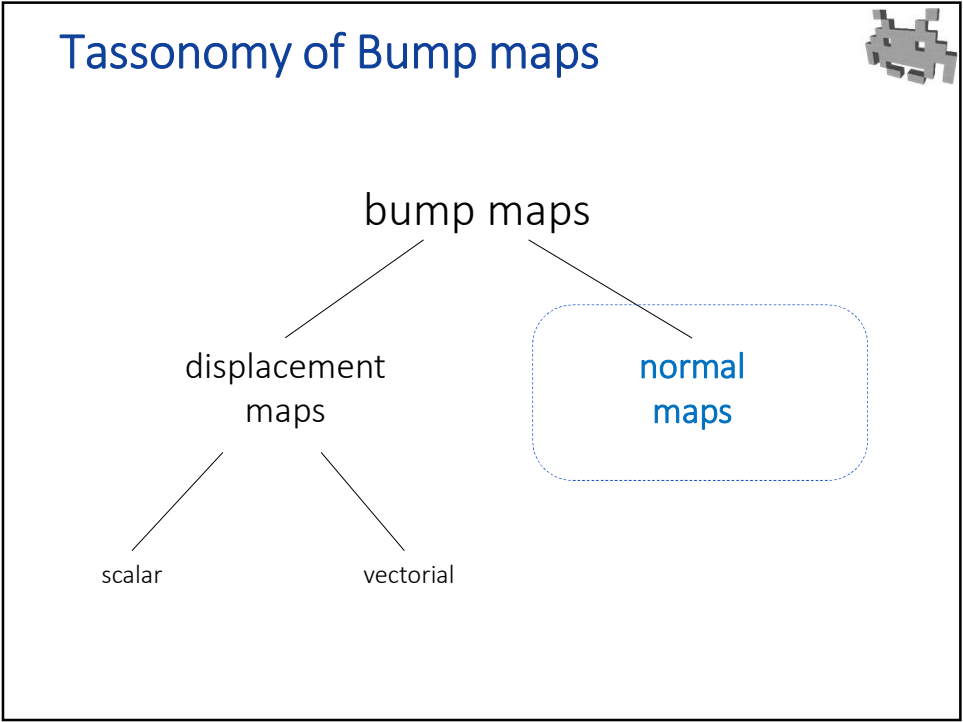 Tassonomy of Bump maps
bump maps
displacement
maps
normal
maps
scalar
vectorial